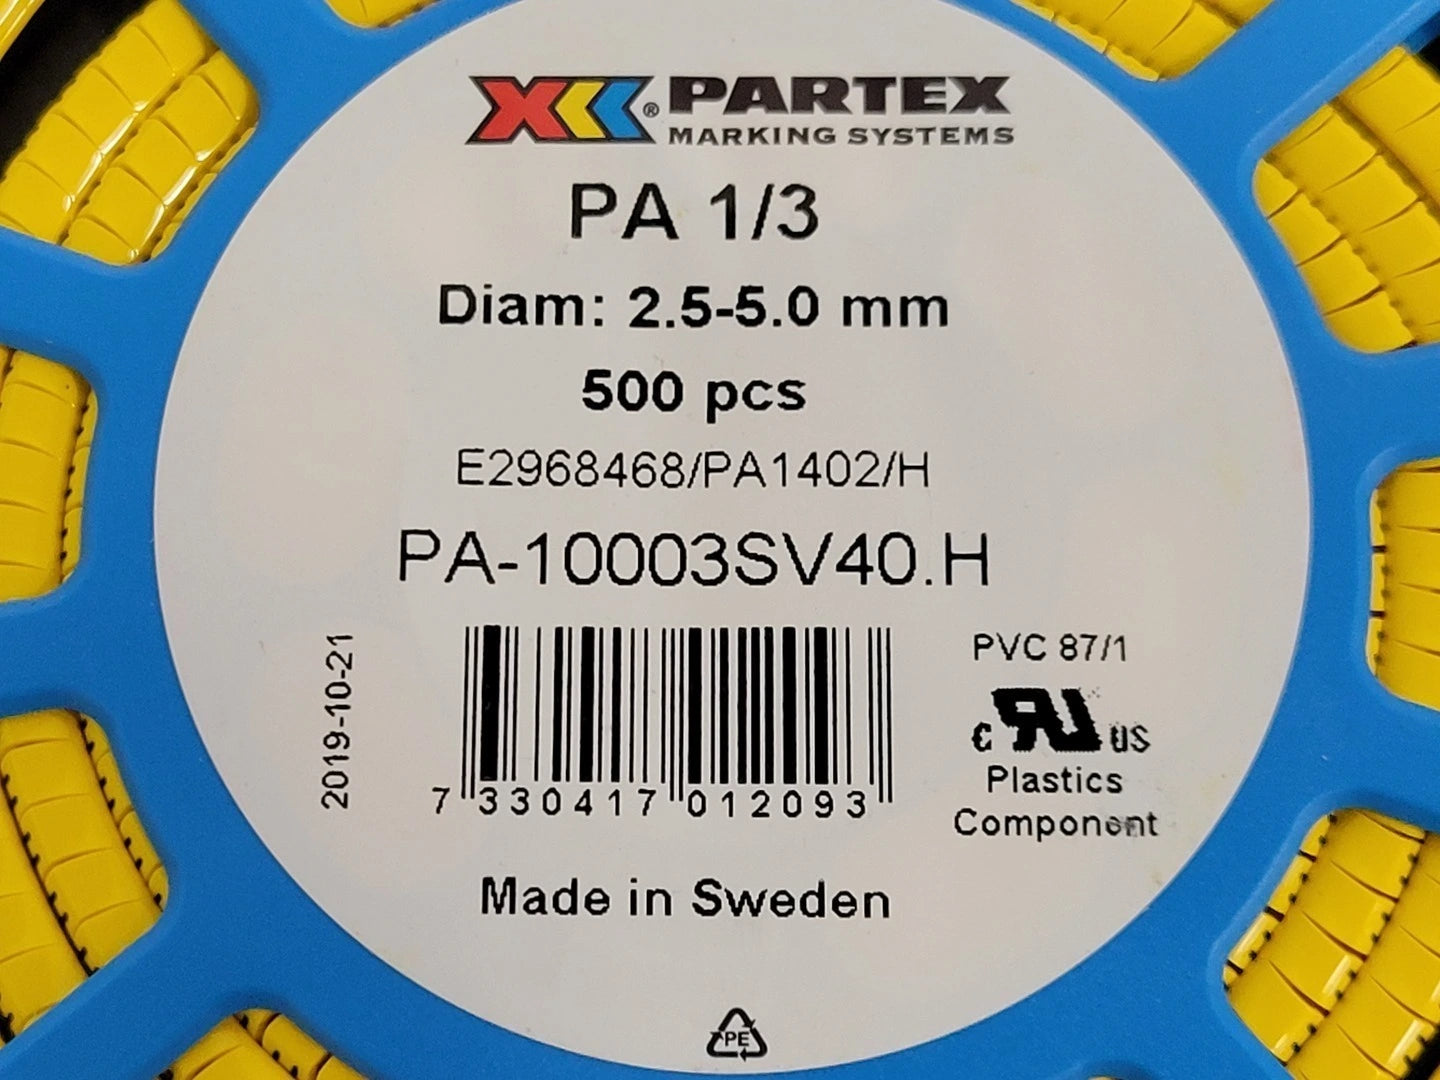 ® PARTEX
MARKING SYSTEMS
PA 1/3
Diam: 2.5-5.0 mm
500 pcs
E2968468/PA1402/H
PA-10003SV40.H
2019-10-21
7 330417 012093
PVC 87/1
c RU US
Plastics
Component
Made in Sweden
PE